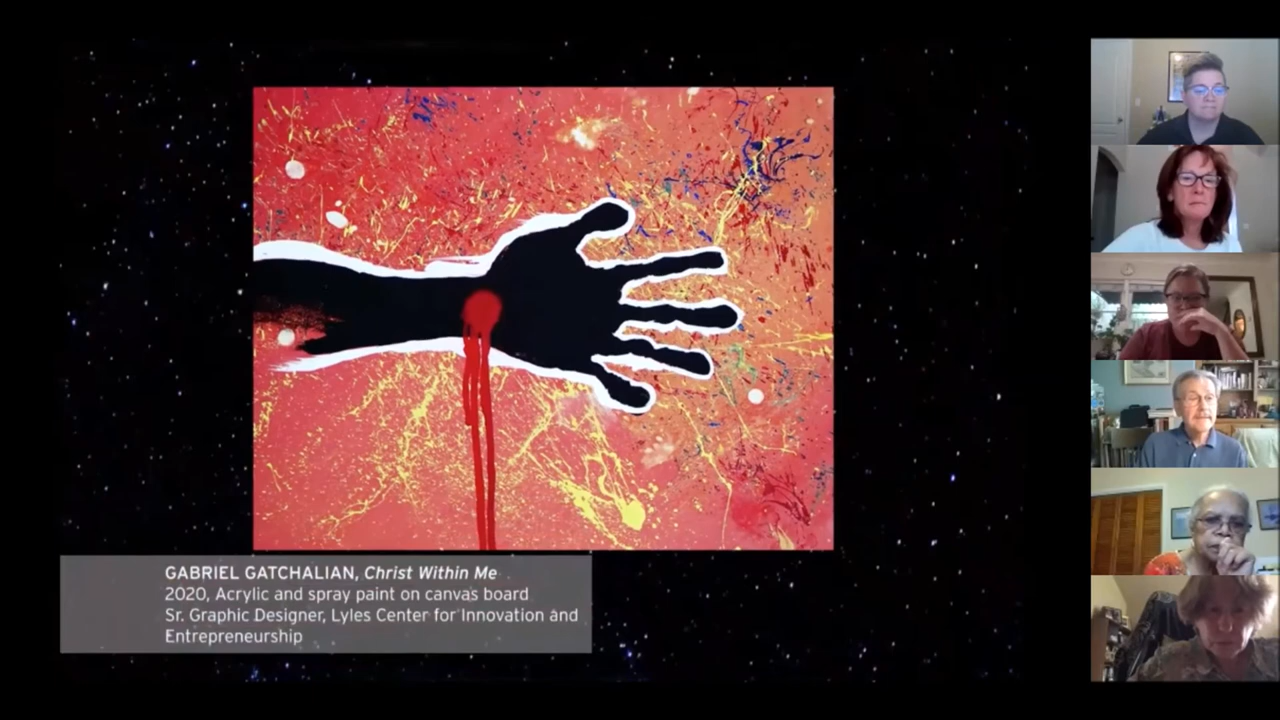 GABRIEL GATCHALIAN, Christ Within Me
2020, Acrylic and spray paint on canvas board
Sr. Graphic Designer, Lyles Center for Innovation and
Entrepreneurship